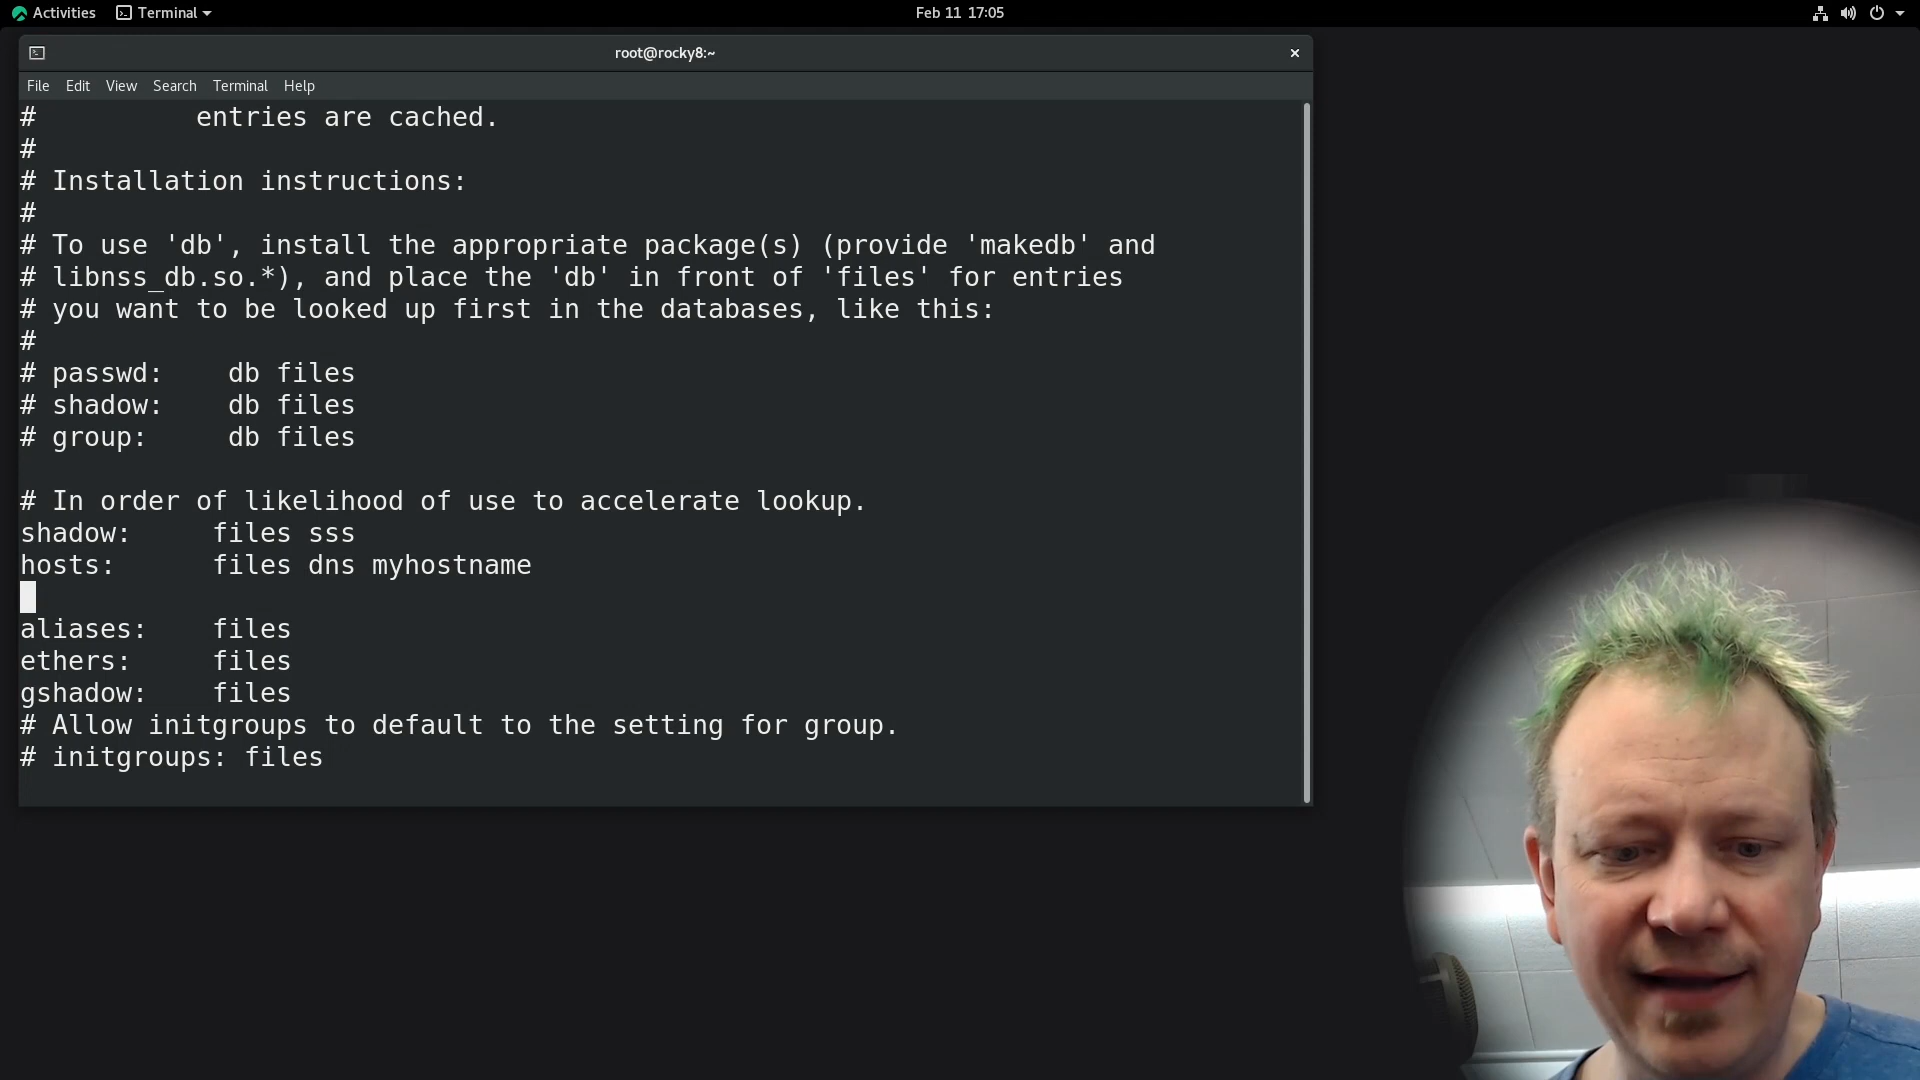 Activities Terminal Feb 11 17:05
root@rocky8:~
File Edit View Search Terminal Help
# entries are cached.
#
# Installation instructions:
#
# To use 'db', install the appropriate package(s) (provide 'makedb' and
# libnss_db.so.*), and place the 'db' in front of 'files' for entries
# you want to be looked up first in the databases, like this:
#
# passwd: db files
# shadow: db files
# group: db files
# In order of likelihood of use to accelerate lookup.
shadow: files sss
hosts: files dns myhostname
aliases: files
ethers: files
gshadow: files
# Allow initgroups to default to the setting for group.
# initgroups: files